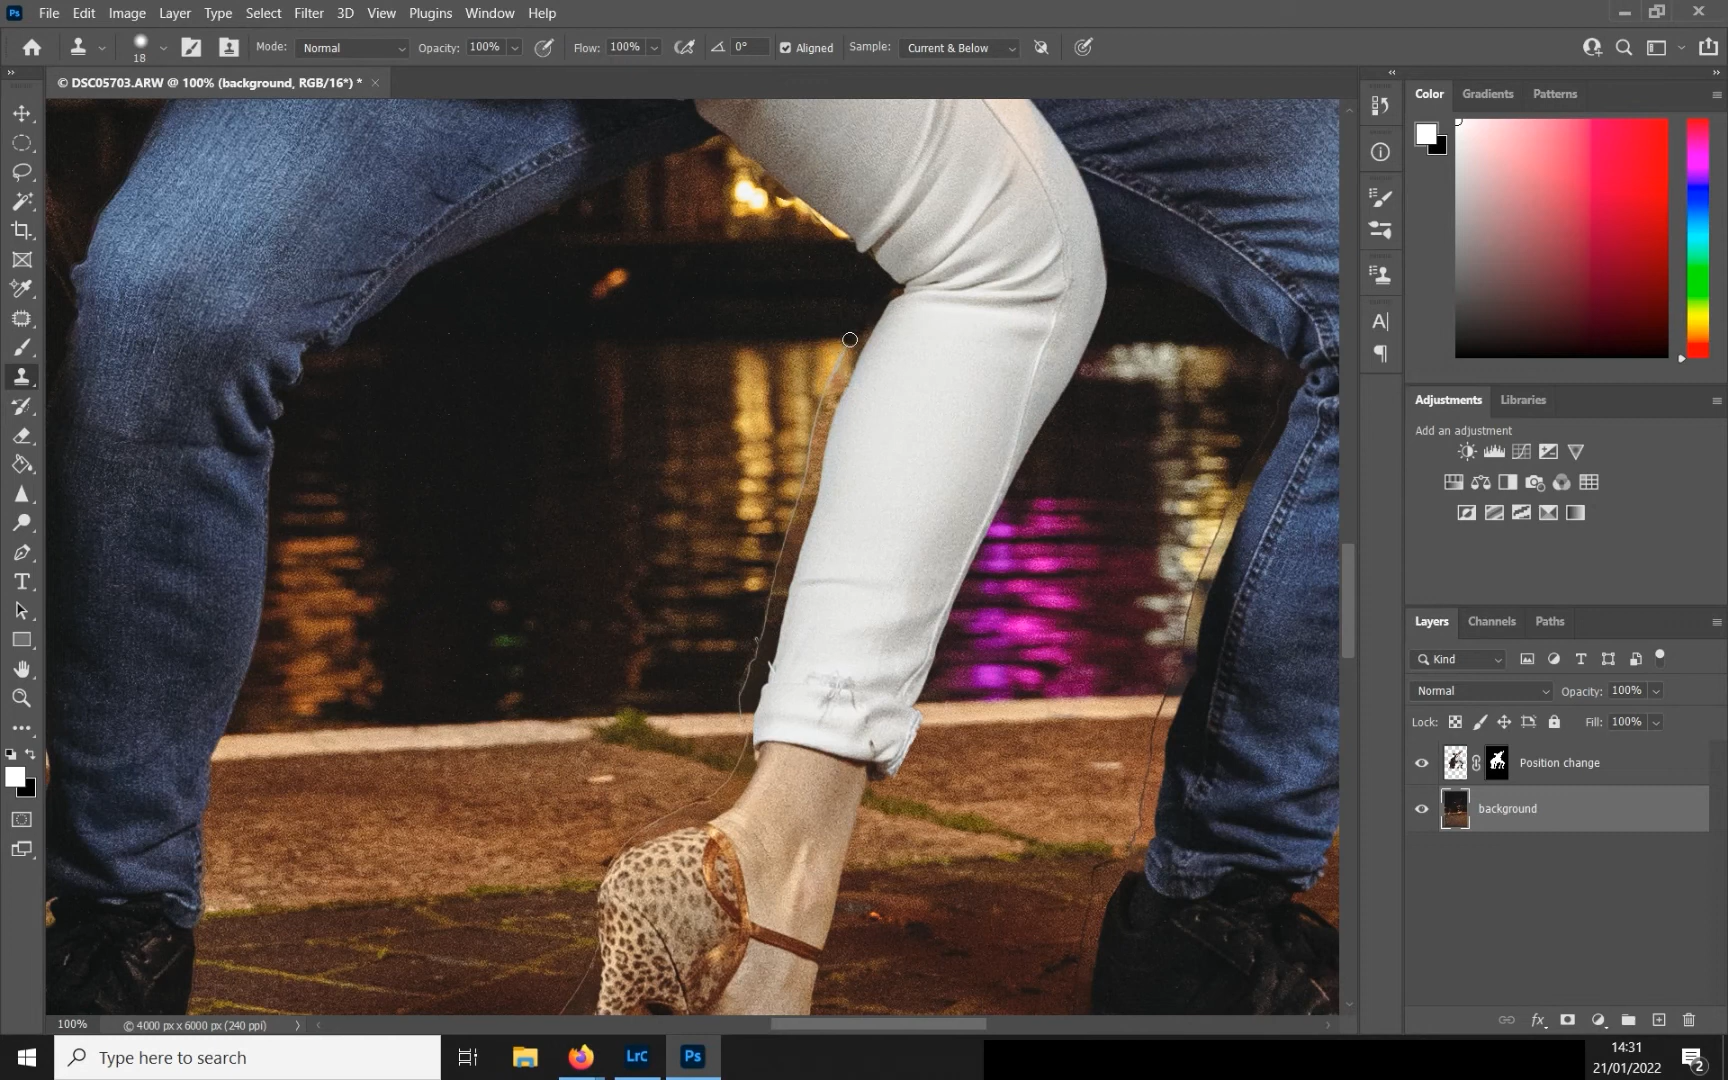 Ps File Edit Image Layer Type Select Filter 3D View Plugins Window Help
18 Mode: Normal Opacity: 100% Flow: 100% 0° Aligned Sample: Current & Below
© DSC05703.ARW @ 100% (background, RGB/16*) * ×
Color Gradients Patterns
Adjustments Libraries
Add an adjustment
Layers Channels Paths
Kind
Normal Opacity: 100%
Lock: Fill: 100%
Position change
background
fx
100% © 4000 px x 6000 px (240 ppi)
Type here to search LrC Ps
14:31
21/01/2022
2